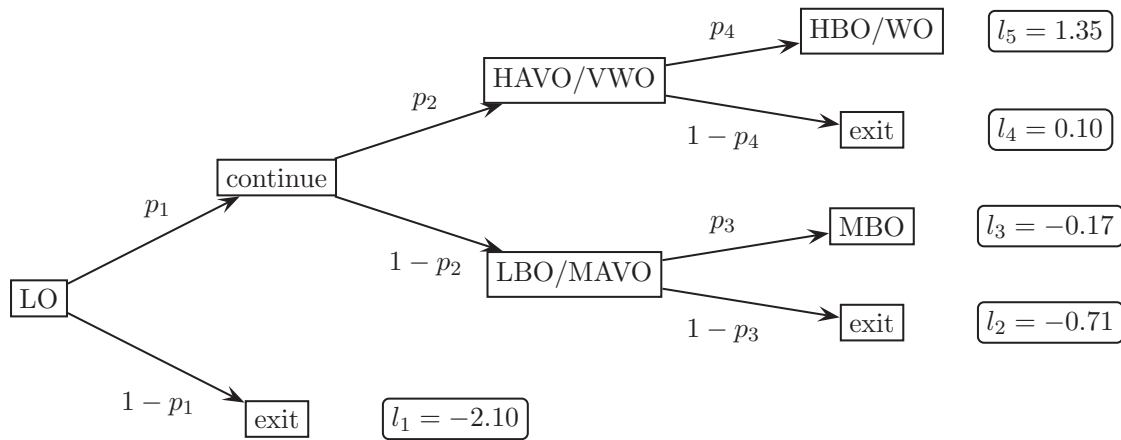 p₄ HBO/WO l₅ = 1.35
HAVO/VWO
p₂
1 − p₄ exit l₄ = 0.10
continue
p₁
p₃ MBO l₃ = −0.17
1 − p₂ LBO/MAVO
LO
1 − p₃ exit l₂ = −0.71
1 − p₁ exit l₁ = −2.10